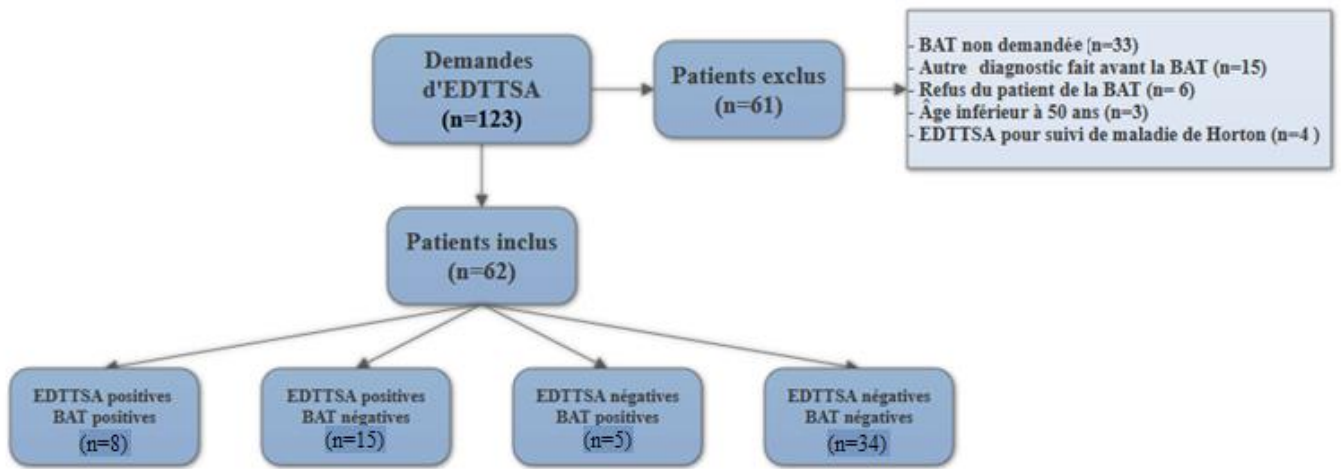 Demandes
d'EDTTSA
(n=123)
Patients exclus
(n=61)
- BAT non demandée (n=33)
- Autre diagnostic fait avant la BAT (n=15)
- Refus du patient de la BAT (n= 6)
- Âge inférieur à 50 ans (n=3)
- EDTTSA pour suivi de maladie de Horton (n=4 )
Patients inclus
(n=62)
EDTTSA positives
BAT positives
(n=8)
EDTTSA positives
BAT négatives
(n=15)
EDTTSA négatives
BAT positives
(n=5)
EDTTSA négatives
BAT négatives
(n=34)